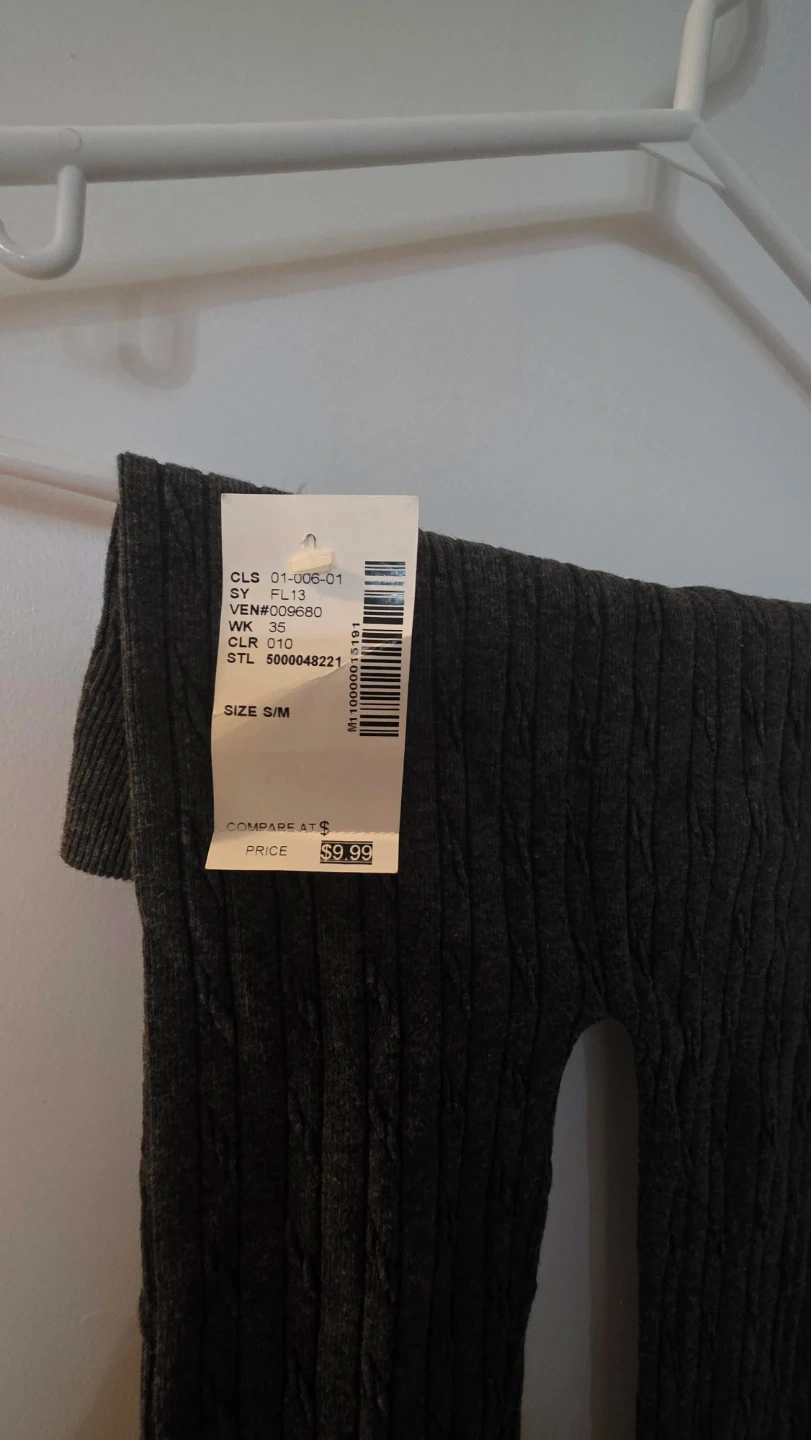 CLS 01-006-01
SY FL13
VEN#009680
WK 35
CLR 010
STL 5000048221
SIZE S/M
M110000015191
COMPARE AT $
PRICE $9.99